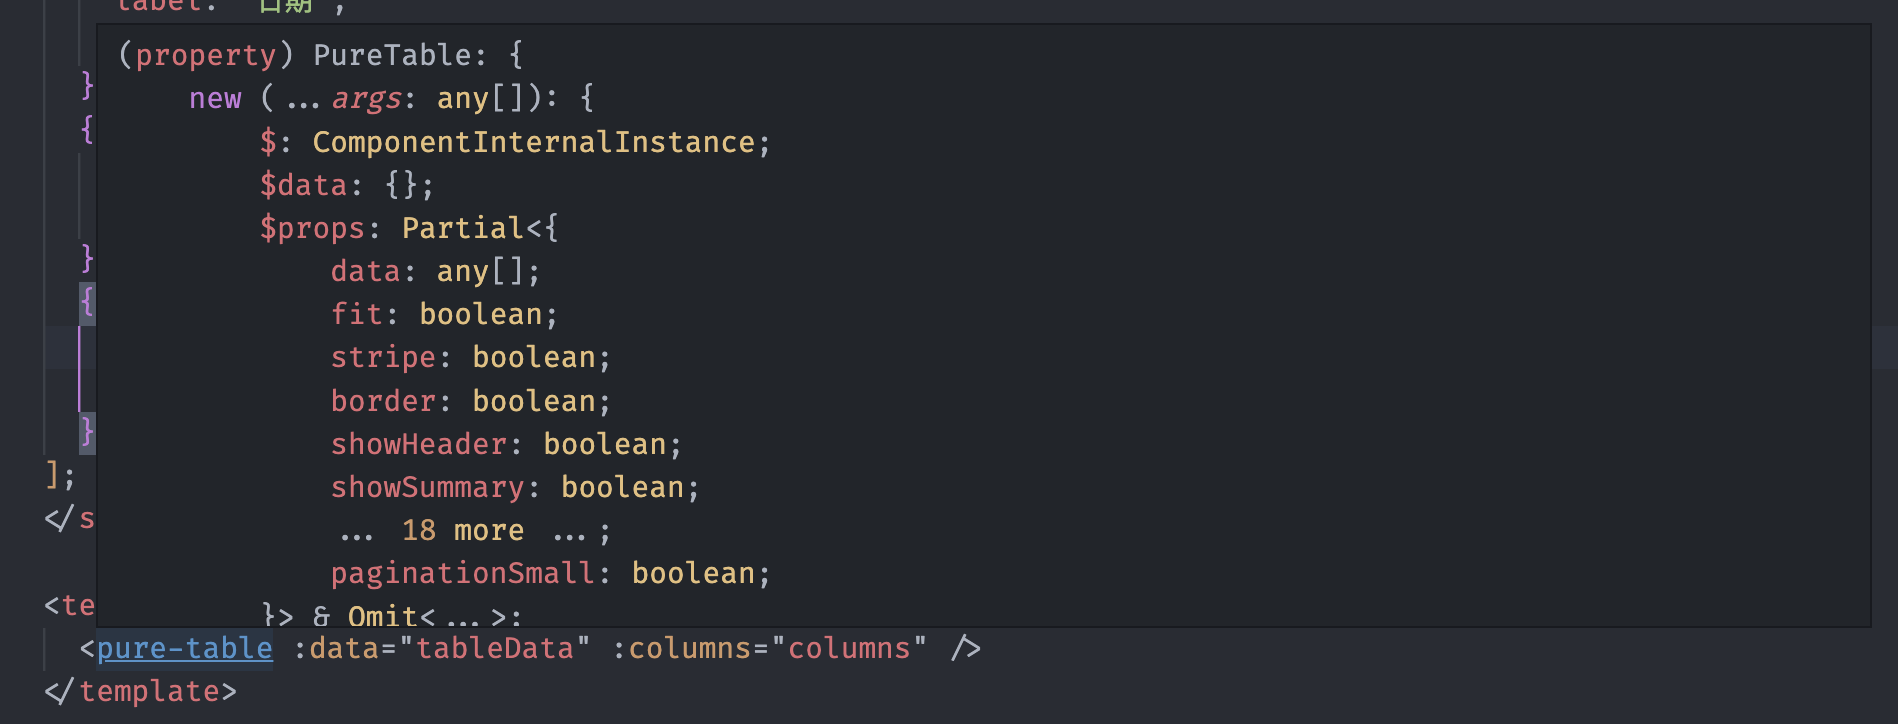 label: "日期",
(property) PureTable: {
}
new (...args: any[]): {
{
$: ComponentInternalInstance;
$data: {};
$props: Partial<{
}
data: any[];
{
fit: boolean;
stripe: boolean;
border: boolean;
}
showHeader: boolean;
];
showSummary: boolean;
</s
... 18 more ...;
paginationSmall: boolean;
<te
}> & Omit<...>;
<pure-table :data="tableData" :columns="columns" />
</template>